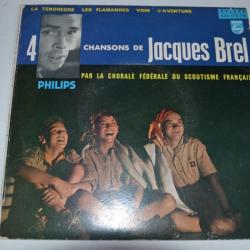 LA TENDRESSE LES FLAMANDES VOIR L'AVENTURE
4 CHANSONS DE Jacques Brel
PAR LA CHORALE FÉDÉRALE DU SCOUTISME FRANÇAIS
PHILIPS